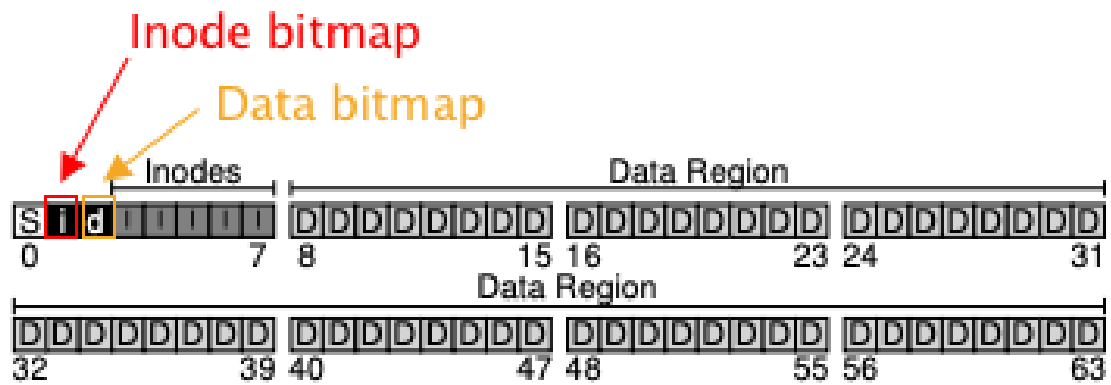 Inode bitmap
Data bitmap
Inodes Data Region
S i d I I I I I D D D D D D D D D D D D D D D D D D D D D D D D
0 7 8 15 16 23 24 31
Data Region
D D D D D D D D D D D D D D D D D D D D D D D D D D D D D D D D
32 39 40 47 48 55 56 63